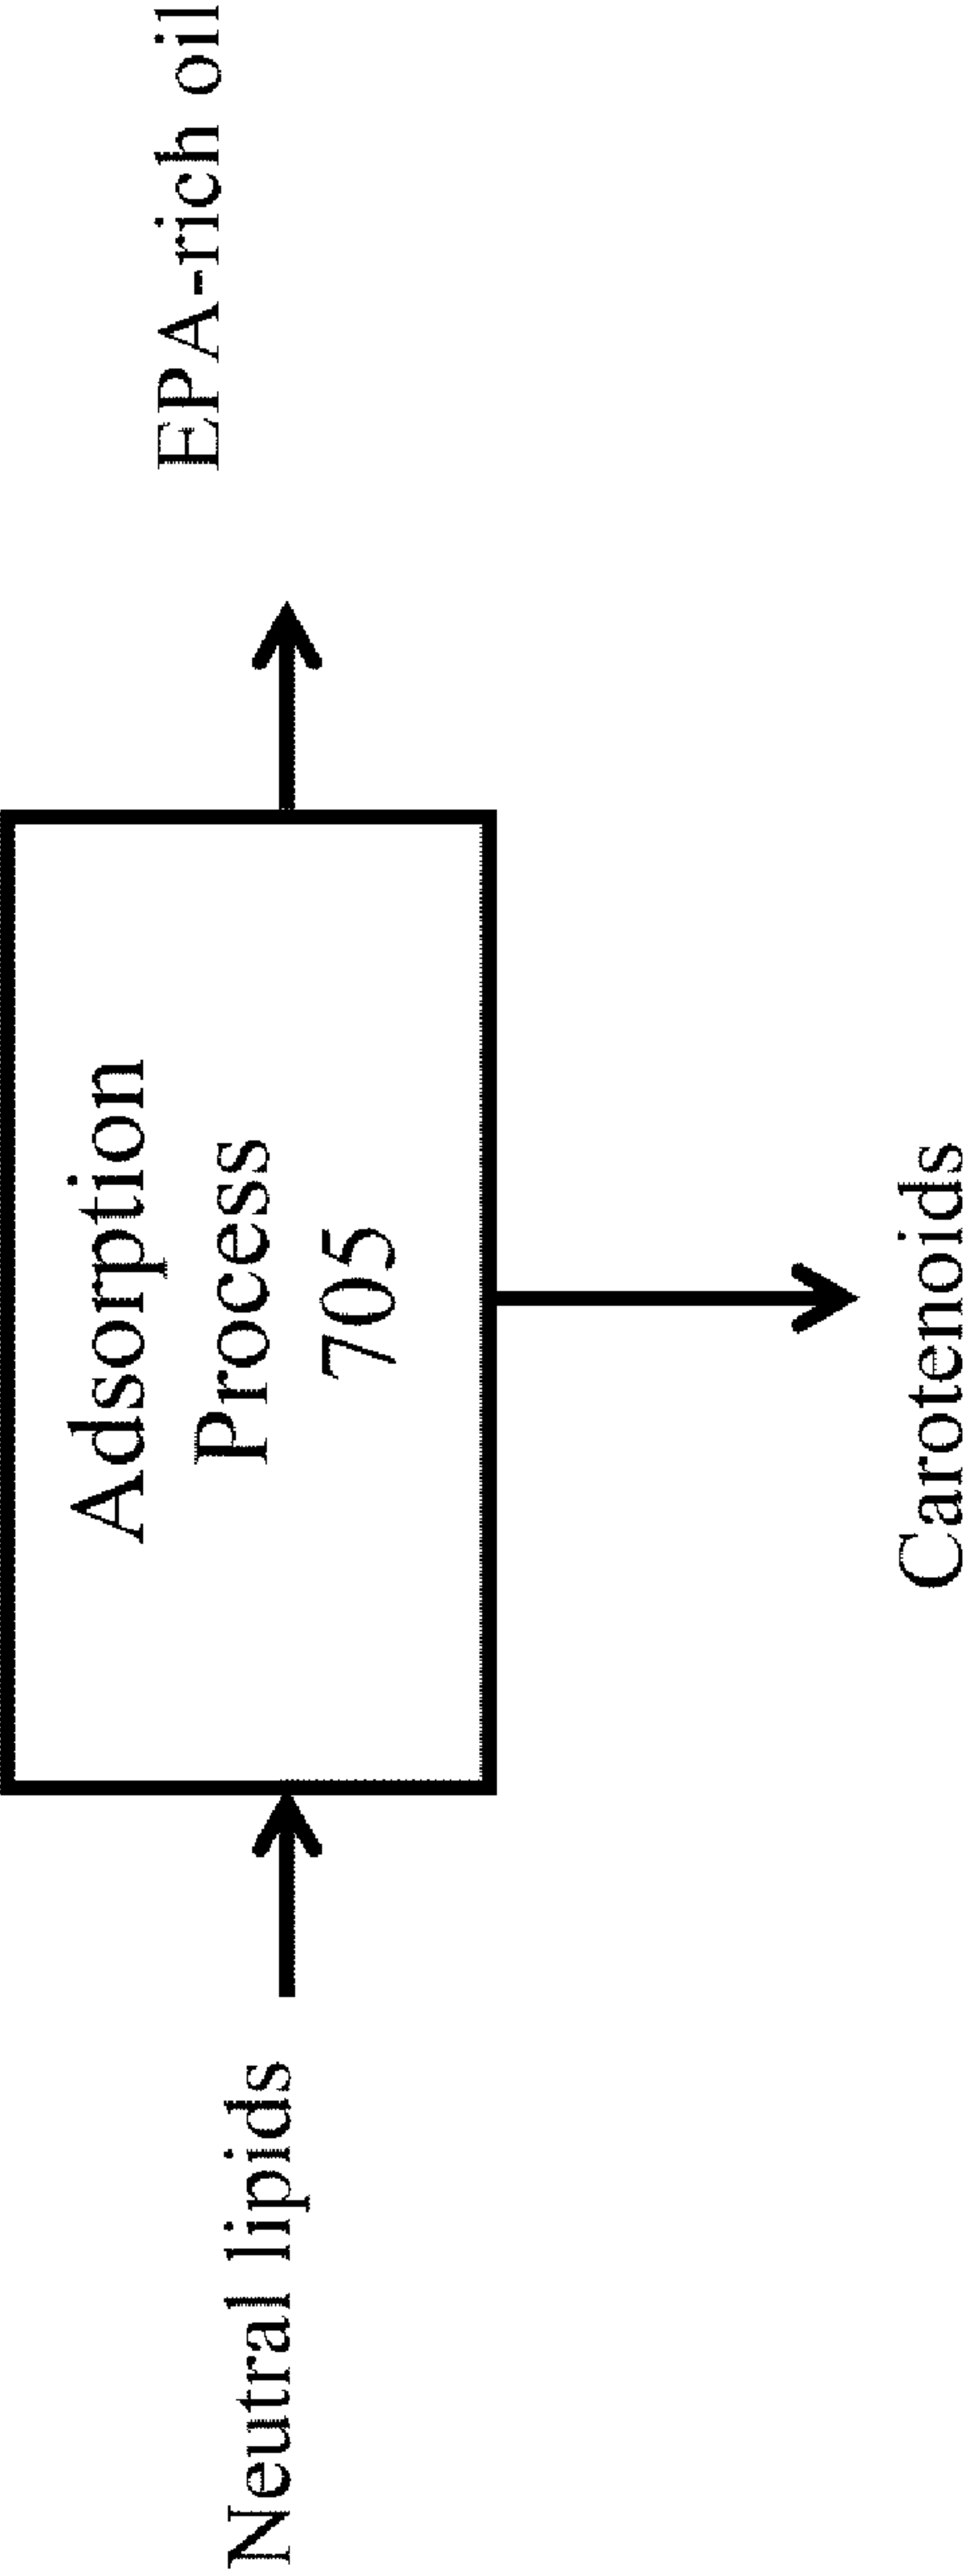 Neutral lipids
Adsorption
Process
705
EPA-rich oil
Carotenoids